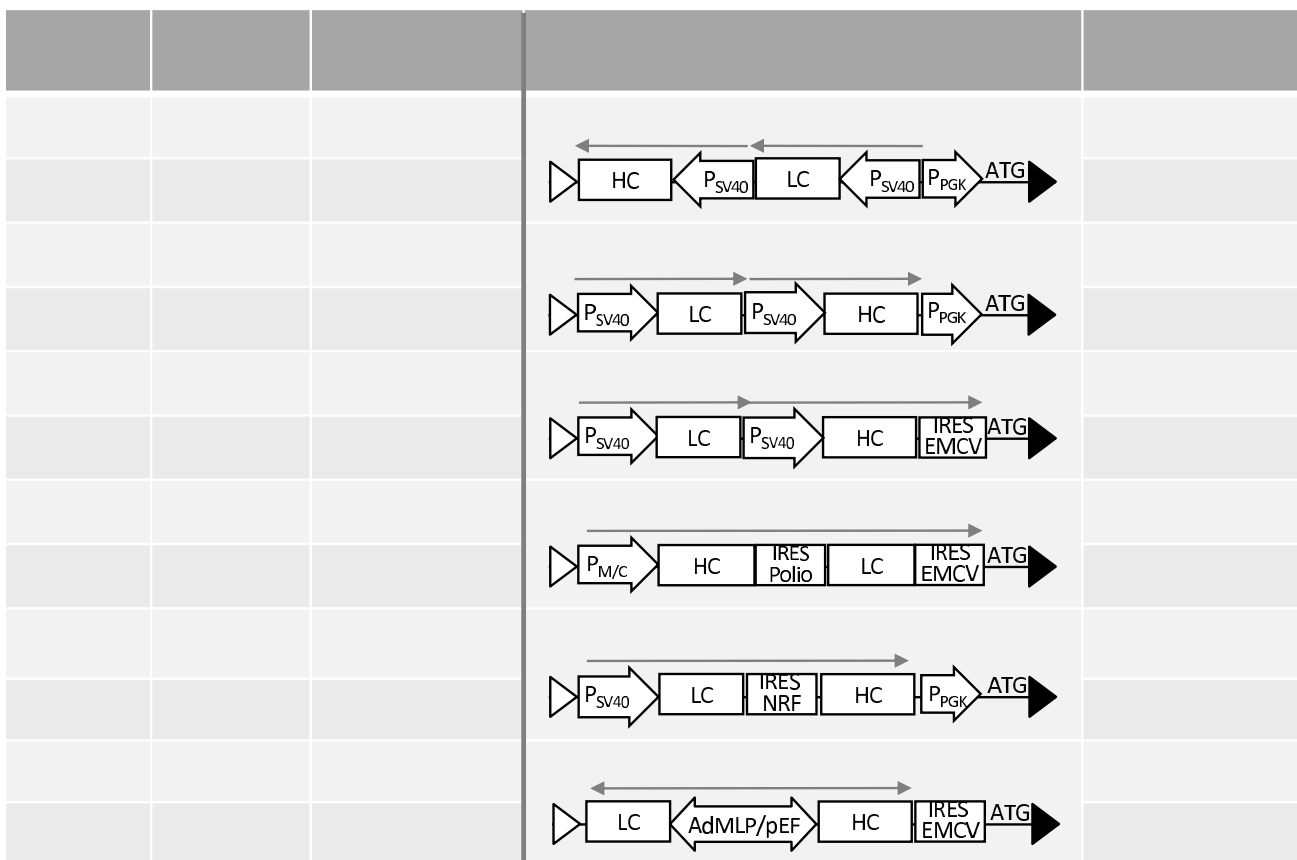 HC PSV40 LC PSV40 PPGK ATG
PSV40 LC PSV40 HC PPGK ATG
PSV40 LC PSV40 HC IRES EMCV ATG
PM/C HC IRES Polio LC IRES EMCV ATG
PSV40 LC IRES NRF HC PPGK ATG
LC AdMLP/pEF HC IRES EMCV ATG